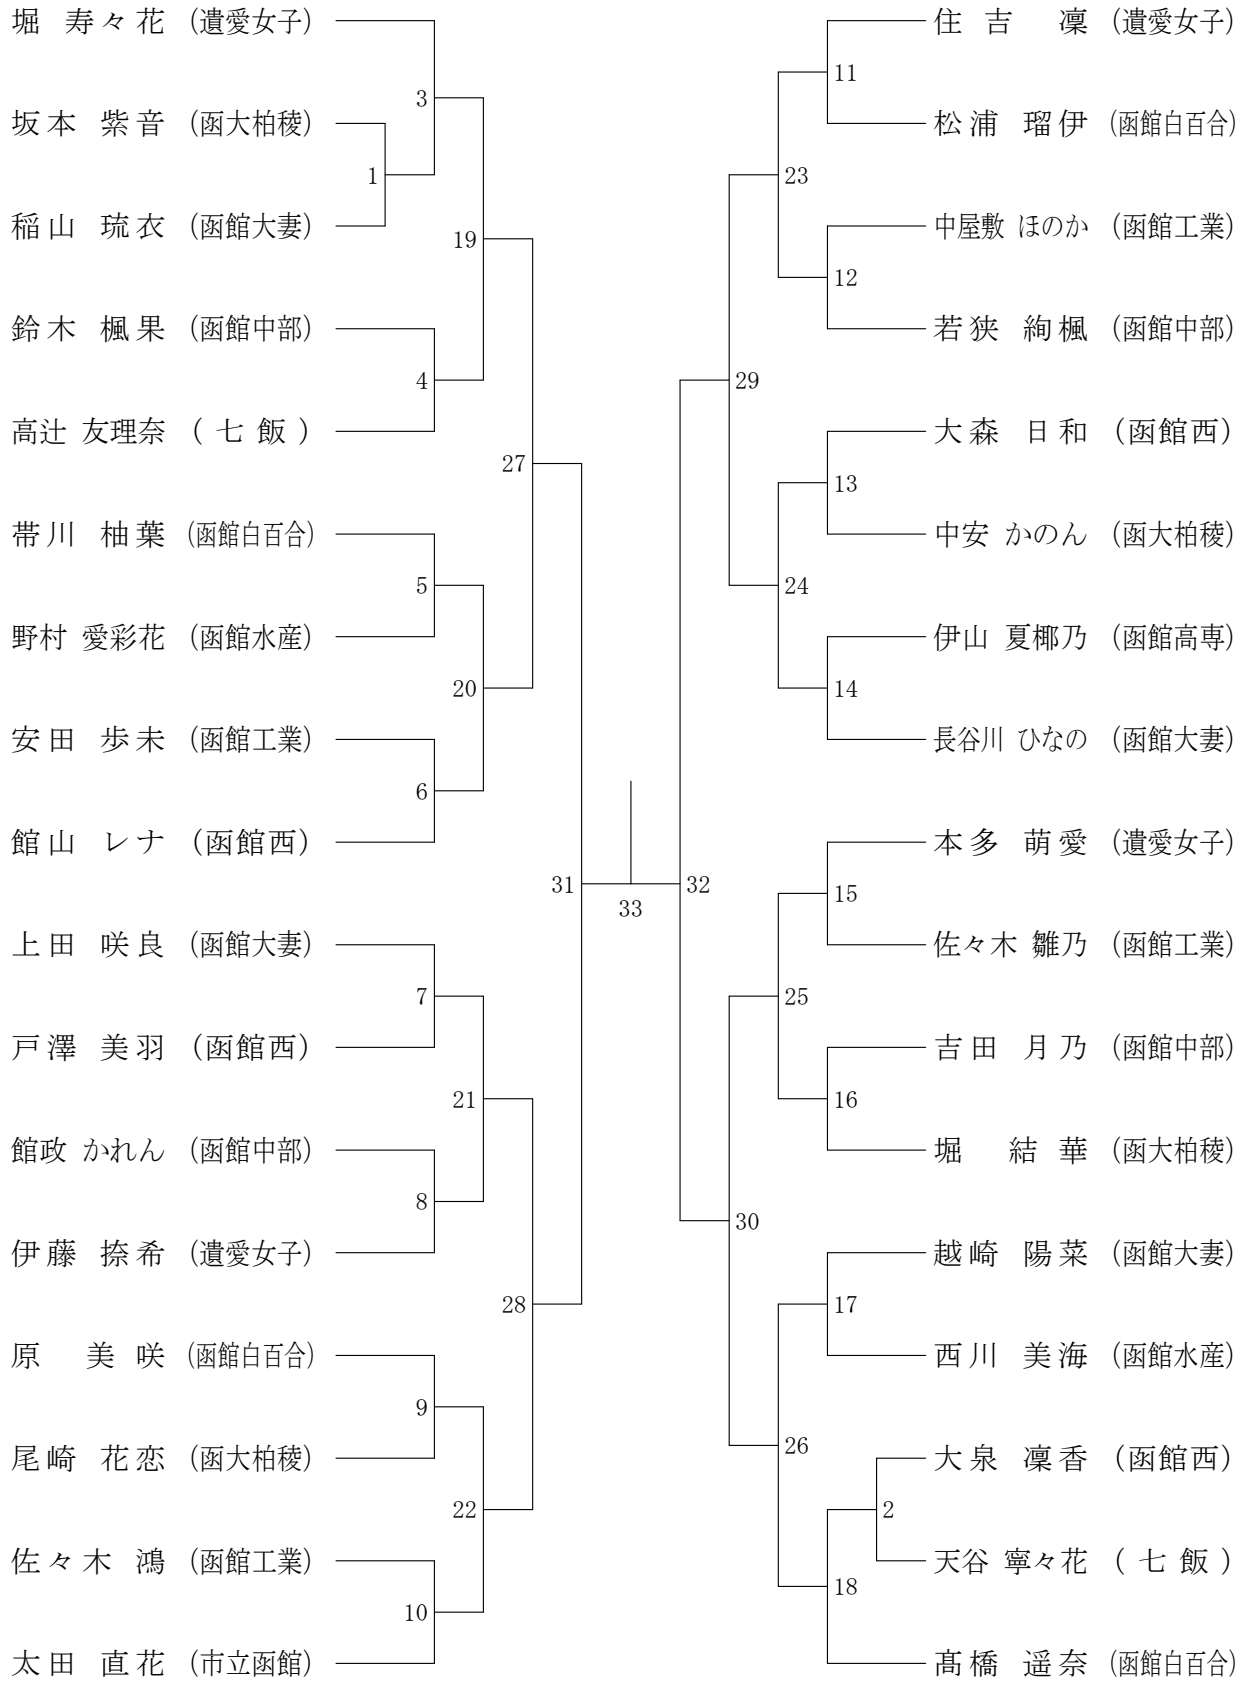 堀 寿々花 (遺愛女子)
3
坂本 紫音 (函大柏稜)
1
稲山 琉衣 (函館大妻)
19
鈴木 楓果 (函館中部)
4
高辻 友理奈 (七飯)
27
帯川 柚葉 (函館白百合)
5
野村 愛彩花 (函館水産)
20
安田 歩未 (函館工業)
6
館山 レナ (函館西)
31
上田 咲良 (函館大妻)
7
戸澤 美羽 (函館西)
21
館政 かれん (函館中部)
8
伊藤 捺希 (遺愛女子)
28
原 美咲 (函館白百合)
9
尾崎 花恋 (函大柏稜)
22
佐々木 鴻 (函館工業)
10
太田 直花 (市立函館)
33
住吉 凜 (遺愛女子)
11
松浦 瑠伊 (函館白百合)
23
中屋敷 ほのか (函館工業)
12
若狭 絢楓 (函館中部)
29
大森 日和 (函館西)
13
中安 かのん (函大柏稜)
24
伊山 夏椰乃 (函館高専)
14
長谷川 ひなの (函館大妻)
32
本多 萌愛 (遺愛女子)
15
佐々木 雛乃 (函館工業)
25
吉田 月乃 (函館中部)
16
堀 結華 (函大柏稜)
30
越崎 陽菜 (函館大妻)
17
西川 美海 (函館水産)
26
大泉 凜香 (函館西)
2
天谷 寧々花 (七飯)
18
髙橋 遥奈 (函館白百合)